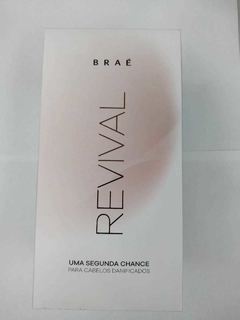 BRAÉ
REVIVAL
UMA SEGUNDA CHANCE
PARA CABELOS DANIFICADOS